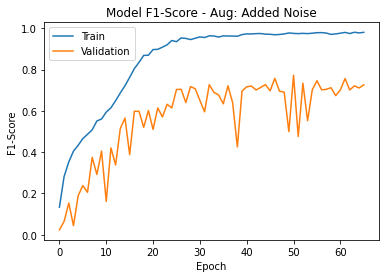 Model F1-Score - Aug: Added Noise
Train
Validation
1.0
0.8
0.6
0.4
0.2
0.0
F1-Score
0 10 20 30 40 50 60
Epoch